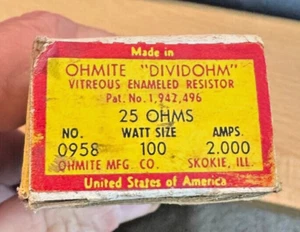 Made in
OHMITE "DIVIDOHM"
VITREOUS ENAMELED RESISTOR
Pat. No. 1,942,496
25 OHMS
NO. WATT SIZE AMPS.
0958 100 2.000
OHMITE MFG. CO. SKOKIE, ILL.
United States of America